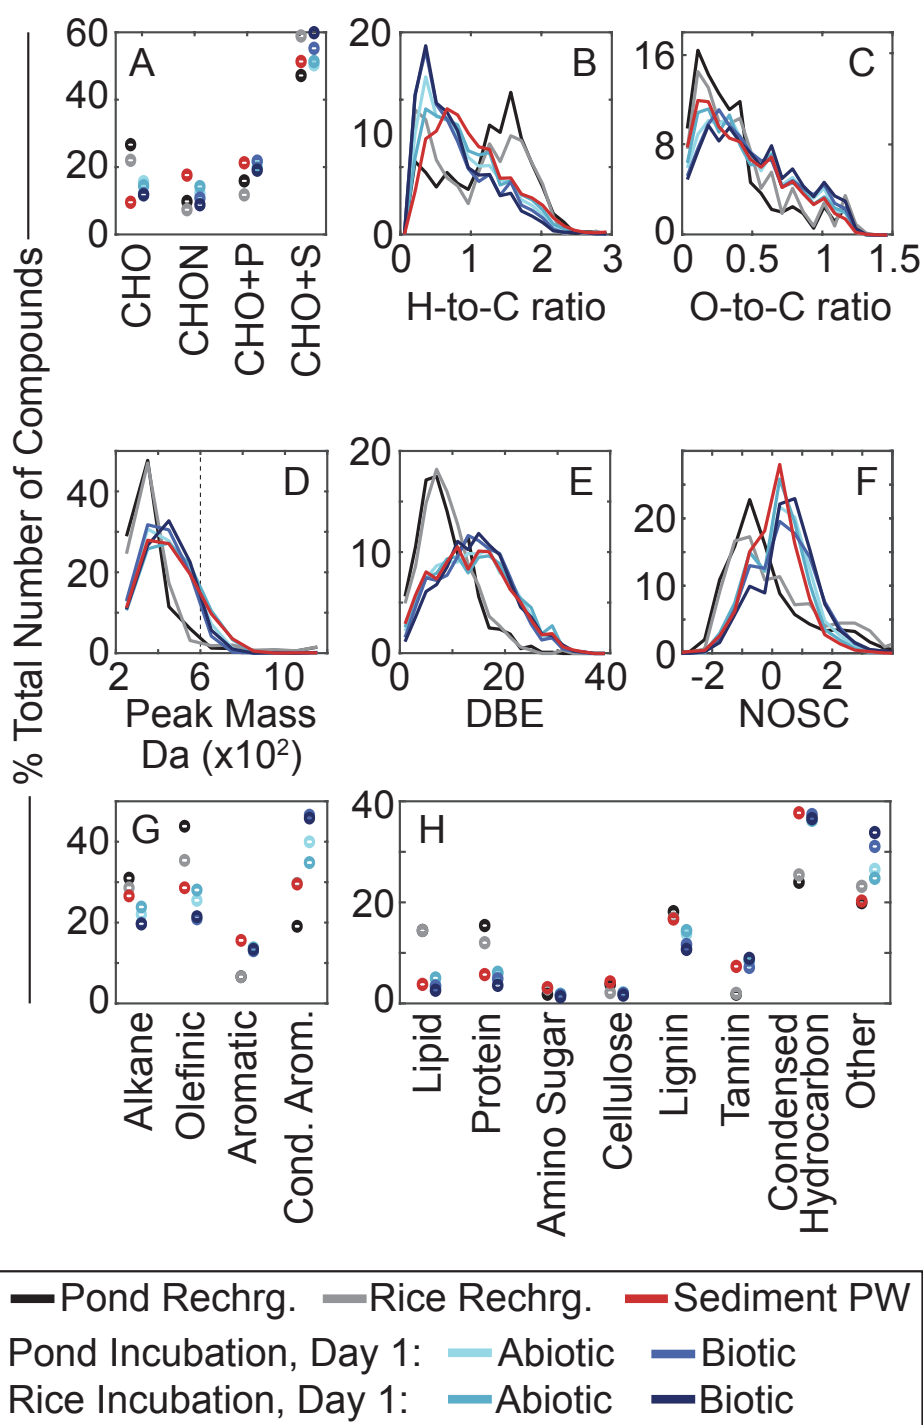 % Total Number of Compounds
A
60
40
20
0
CHO
CHON
CHO+P
CHO+S
B
20
10
0
0 1 2 3
H-to-C ratio
C
16
8
0
0 0.5 1 1.5
O-to-C ratio
D
40
20
0
2 6 10
Peak Mass
Da (x10²)
E
20
10
0
0 20 40
DBE
F
20
10
0
-2 0 2
NOSC
G
40
20
0
Alkane
Olefinic
Aromatic
Cond. Arom.
H
40
20
0
Lipid
Protein
Amino Sugar
Cellulose
Lignin
Tannin
Condensed
Hydrocarbon
Other
Pond Rechrg. Rice Rechrg. Sediment PW
Pond Incubation, Day 1: Abiotic Biotic
Rice Incubation, Day 1: Abiotic Biotic